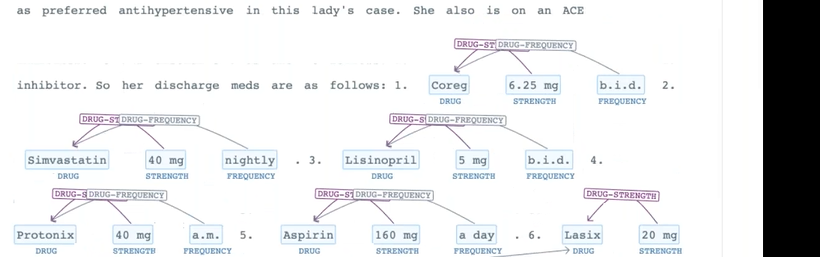 as preferred antihypertensive in this lady's case. She also is on an ACE
DRUG-ST DRUG-FREQUENCY
inhibitor. So her discharge meds are as follows: 1. Coreg 6.25 mg b.i.d. 2.
DRUG STRENGTH FREQUENCY
DRUG-ST DRUG-FREQUENCY DRUG-S DRUG-FREQUENCY
Simvastatin 40 mg nightly . 3. Lisinopril 5 mg b.i.d. 4.
DRUG STRENGTH FREQUENCY DRUG STRENGTH FREQUENCY
DRUG-S DRUG-FREQUENCY DRUG-ST DRUG-FREQUENCY DRUG-STRENGTH
Protonix 40 mg a.m. 5. Aspirin 160 mg a day . 6. Lasix 20 mg
DRUG STRENGTH FREQUENCY DRUG STRENGTH FREQUENCY DRUG STRENGTH